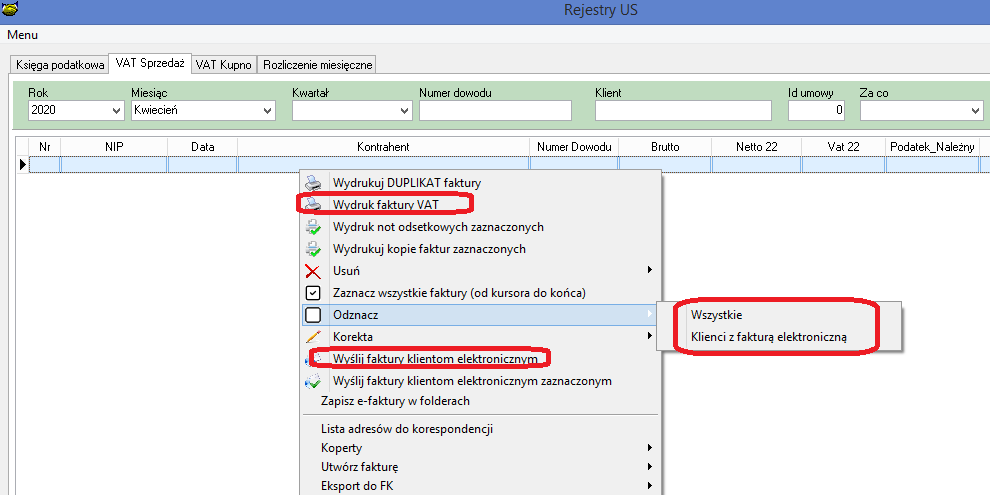 Rejestry US
Menu
Księga podatkowa VAT Sprzedaż VAT Kupno Rozliczenie miesięczne
Rok Miesiąc Kwartał Numer dowodu Klient Id umowy Za co
2020 Kwiecień 0
Nr NIP Data Kontrahent Numer Dowodu Brutto Netto 22 Vat 22 Podatek_Należny
Wydrukuj DUPLIKAT faktury
Wydruk faktury VAT
Wydruk not odsetkowych zaznaczonych
Wydrukuj kopie faktur zaznaczonych
Usuń
Zaznacz wszystkie faktury (od kursora do końca)
Odznacz
Wszystkie
Korekta
Klienci z fakturą elektroniczną
Wyślij faktury klientom elektronicznym
Wyślij faktury klientom elektronicznym zaznaczonym
Zapisz e-faktury w folderach
Lista adresów do korespondencji
Koperty
Utwórz fakturę
Eksport do FK